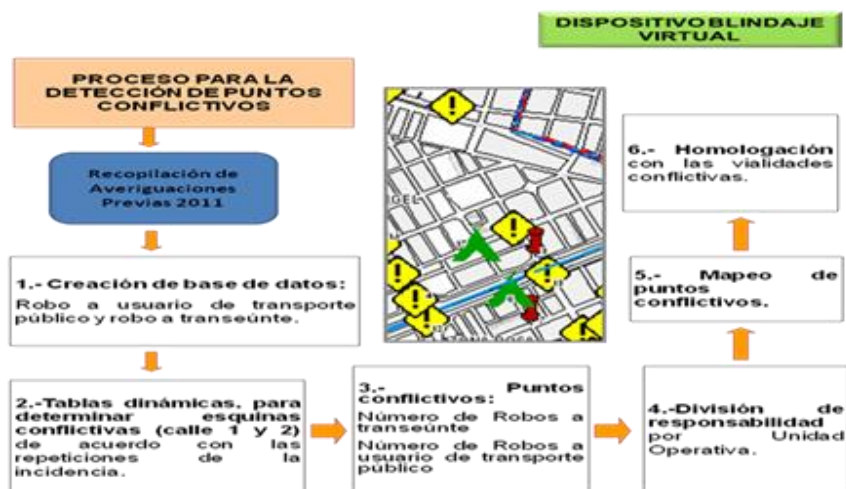 DISPOSITIVO BLINDAJE
VIRTUAL
PROCESO PARA LA
DETECCIÓN DE PUNTOS
CONFLICTIVOS
Recopilación de
Averiguaciones
Previas 2011
1.- Creación de base de datos:
Robo a usuario de transporte
público y robo a transeúnte.
2.-Tablas dinámicas, para
determinar esquinas
conflictivas (calle 1 y 2)
de acuerdo con las
repeticiones de la
incidencia.
3.- Puntos
conflictivos:
Número de Robos a
transeúnte
Número de Robos a
usuario de transporte
público
4.-División de
responsabilidad
por Unidad
Operativa.
5.- Mapeo de
puntos
conflictivos.
6.- Homologación
con las vialidades
conflictivas.